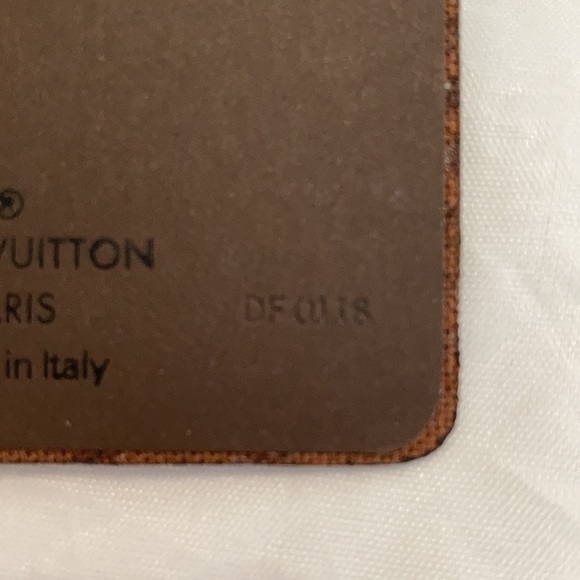 ®
VUITTON
RIS
in Italy
DF 0118